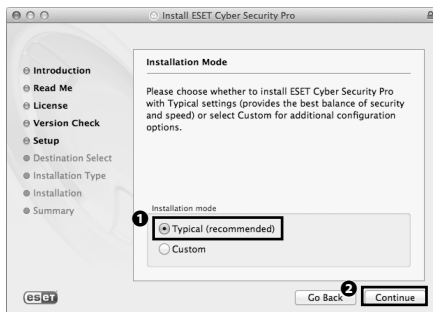 Install ESET Cyber Security Pro
Introduction
Read Me
License
Version Check
Setup
Destination Select
Installation Type
Installation
Summary
Installation Mode
Please choose whether to install ESET Cyber Security Pro
with Typical settings (provides the best balance of security
and speed) or select Custom for additional configuration
options.
Installation mode
1
Typical (recommended)
Custom
eset
Go Back
2
Continue